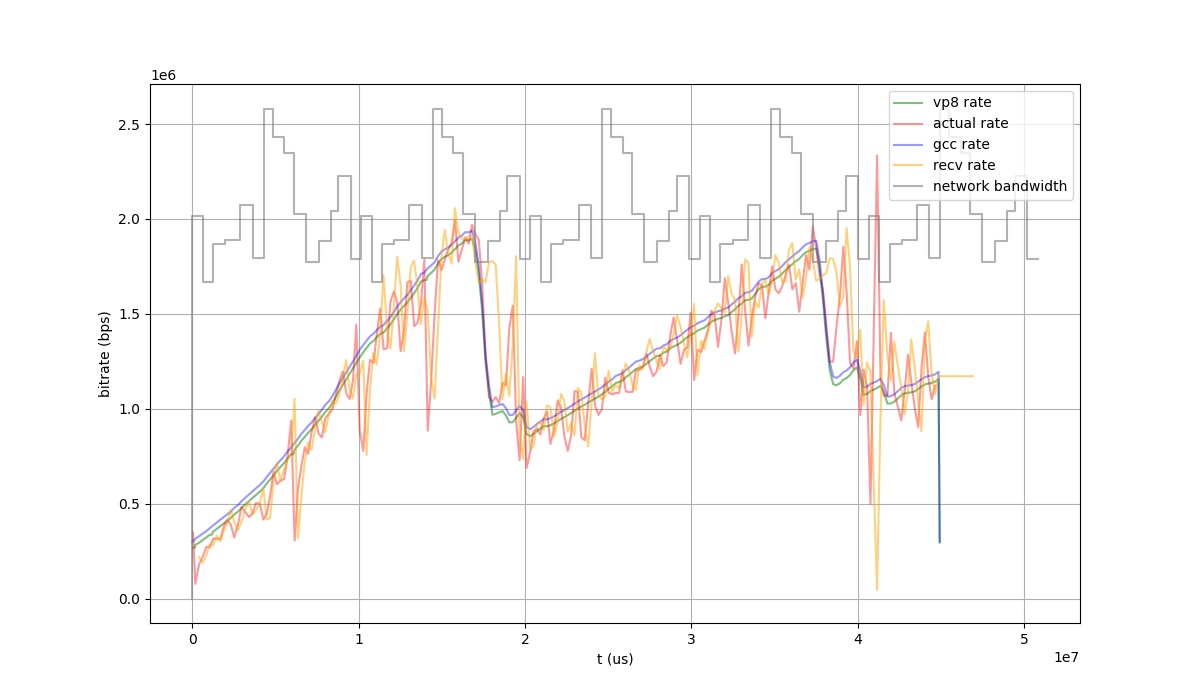 1e6
vp8 rate
actual rate
gcc rate
recv rate
network bandwidth
2.5
2.0
1.5
1.0
0.5
0.0
bitrate (bps)
0 1 2 3 4 5
t (us)
1e7